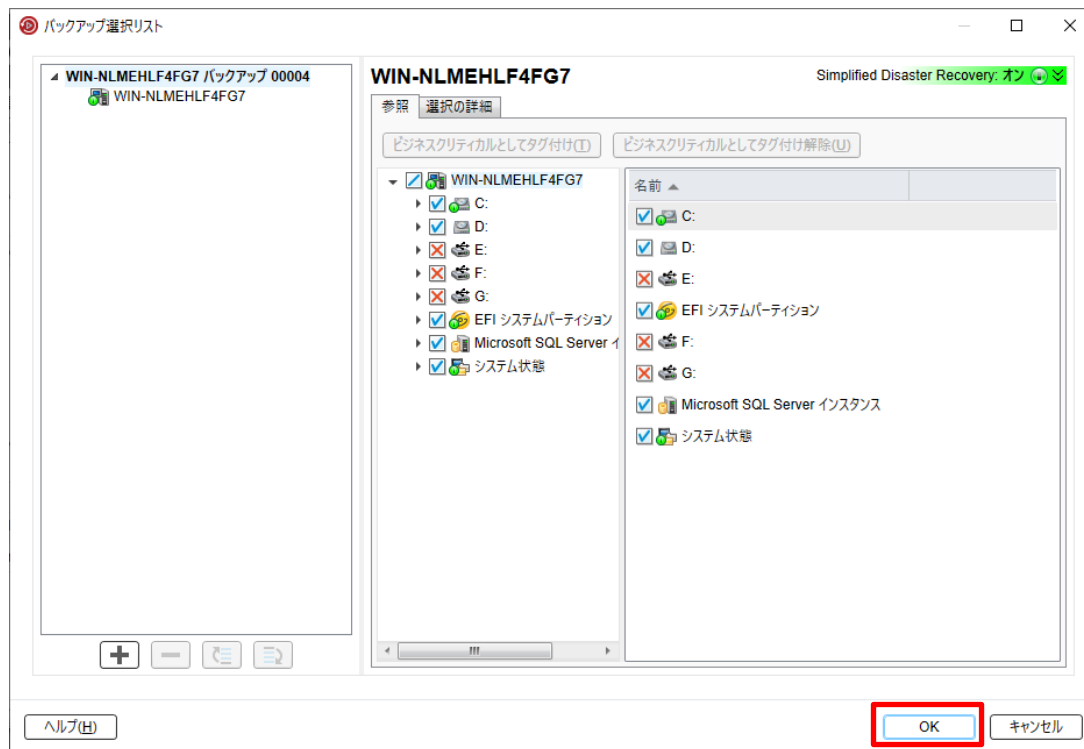 バックアップ選択リスト
WIN-NLMEHLF4FG7 バックアップ 00004
WIN-NLMEHLF4FG7
WIN-NLMEHLF4FG7
Simplified Disaster Recovery: オン
参照 選択の詳細
ビジネスクリティカルとしてタグ付け(T) ビジネスクリティカルとしてタグ付け解除(U)
WIN-NLMEHLF4FG7
C:
D:
E:
F:
G:
EFI システムパーティション
Microsoft SQL Server イ
システム状態
名前
C:
D:
E:
EFI システムパーティション
F:
G:
Microsoft SQL Server インスタンス
システム状態
ヘルプ(H)
OK
キャンセル